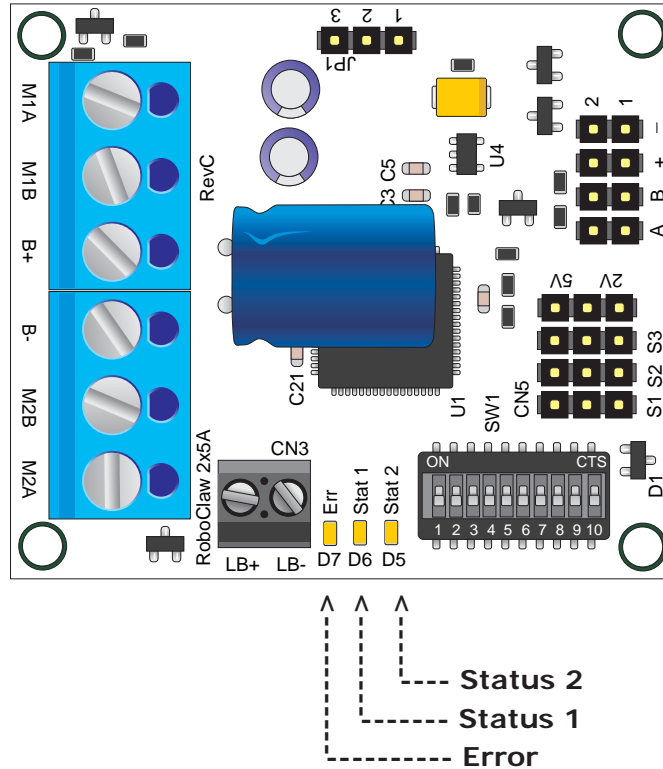 3 2 1
JP1
M1A
M1B
B+
B-
M2B
M2A
RevC
RoboClaw 2x5A
C5
C3
U4
2 1
- + B A
5V 2V
S3
S2
S1
C21
U1
SW1
CN5
CN3
LB+ LB-
Err
Stat 1
Stat 2
D7 D6 D5
ON CTS
1 2 3 4 5 6 7 8 9 10
D1
Status 2
Status 1
Error